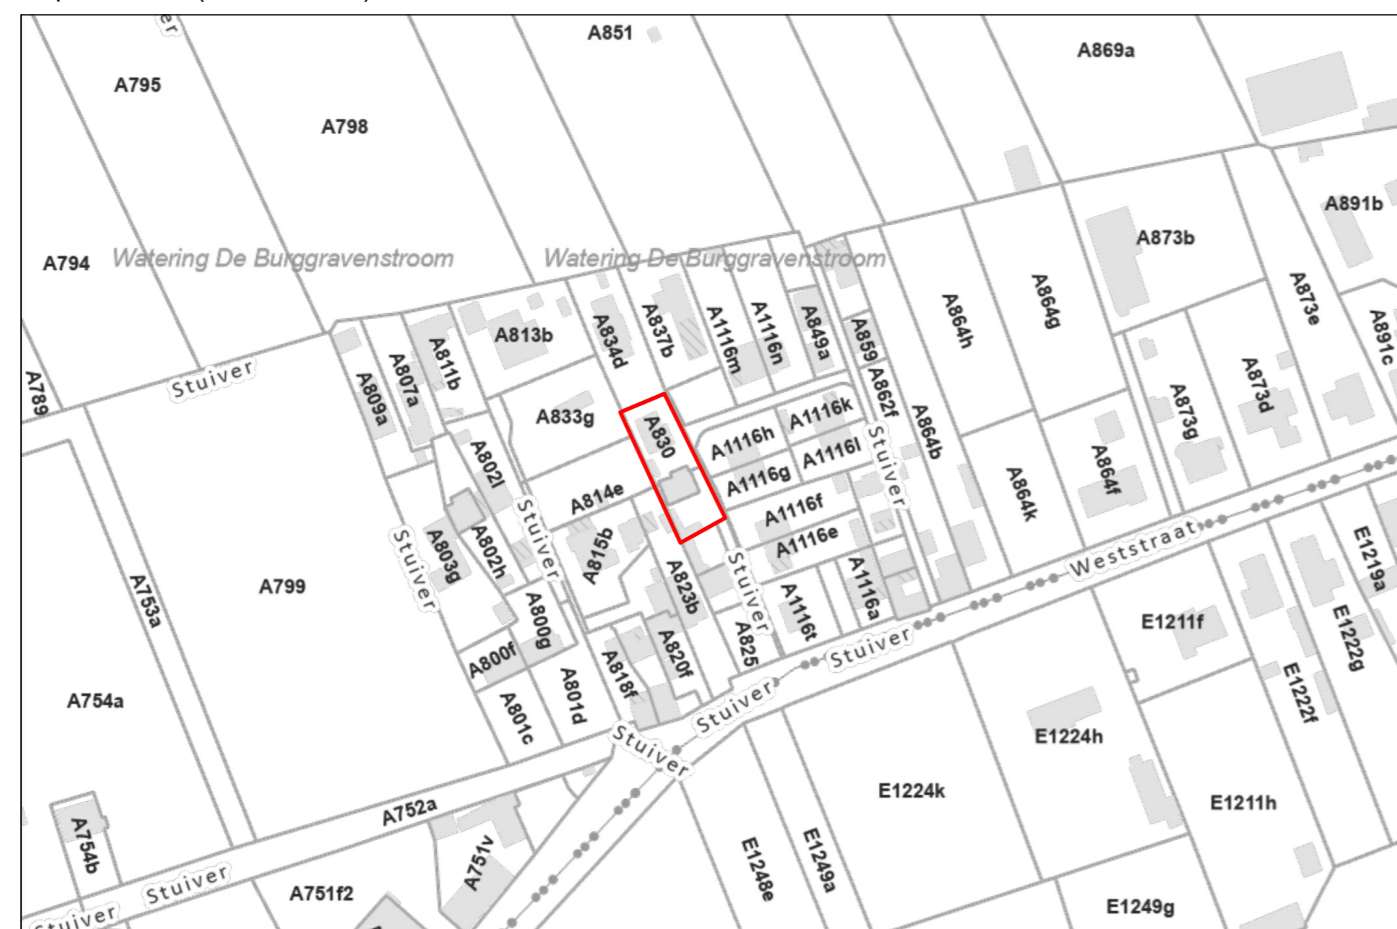 A851
A869a
A795
A798
A891b
A873b
A794
Watering De Burggravenstroom
Watering De Burggravenstroom
A873e
A864g
A864h
A813b
A834d
A837b
A1116m
A1116n
A849a
A859
A891c
A811b
A807a
A809a
A789
Stuiver
A833g
A830
A1116h
A1116k
A862f
A864b
A873d
A873g
A802l
A814e
A1116g
A1116l
Stuiver
A864k
A864f
A1116f
A1116e
Weststraat
E1219a
A803g
A802h
Stuiver
Stuiver
A815b
A823b
Stuiver
A1116t
A1116a
A753a
A799
A800g
A825
Stuiver
E1211f
E1222g
A800f
A818f
A820f
E1222f
A754a
A801c
A801d
Stuiver
Stuiver
E1224h
E1224k
E1211h
A752a
A754b
A751v
E1248e
E1249a
Stuiver
A751f2
E1249g
Stuiver